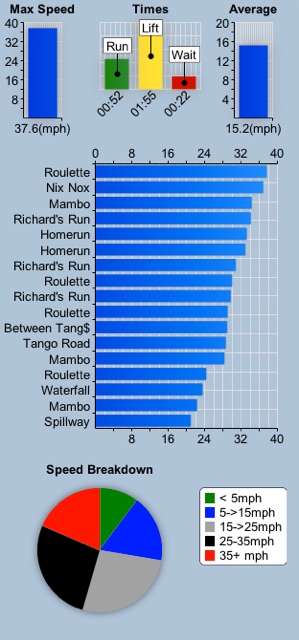 Max Speed
40
32
24
16
8
37.6(mph)
Times
Run
Lift
Wait
00:52
01:55
00:22
Average
20
16
12
8
4
15.2(mph)
0 8 16 24 32 40
Roulette
Nix Nox
Mambo
Richard's Run
Homerun
Homerun
Richard's Run
Roulette
Richard's Run
Roulette
Between Tang$
Tango Road
Mambo
Roulette
Waterfall
Mambo
Spillway
8 16 24 32 40
Speed Breakdown
< 5mph
5->15mph
15->25mph
25-35mph
35+ mph